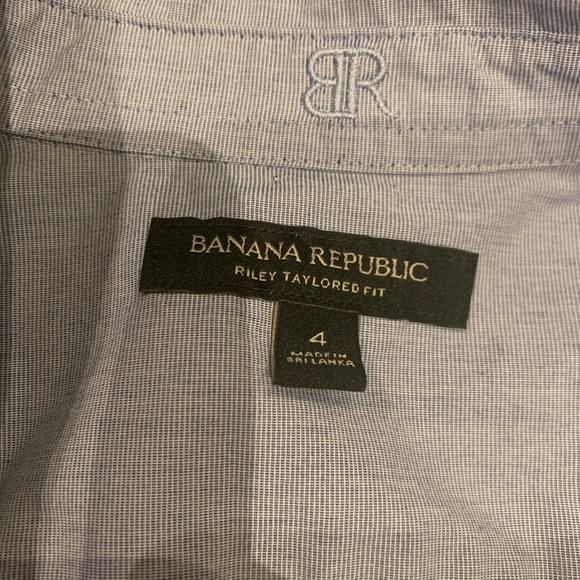 BR
BANANA REPUBLIC
RILEY TAYLORED FIT
4
MADE IN
SRI LANKA